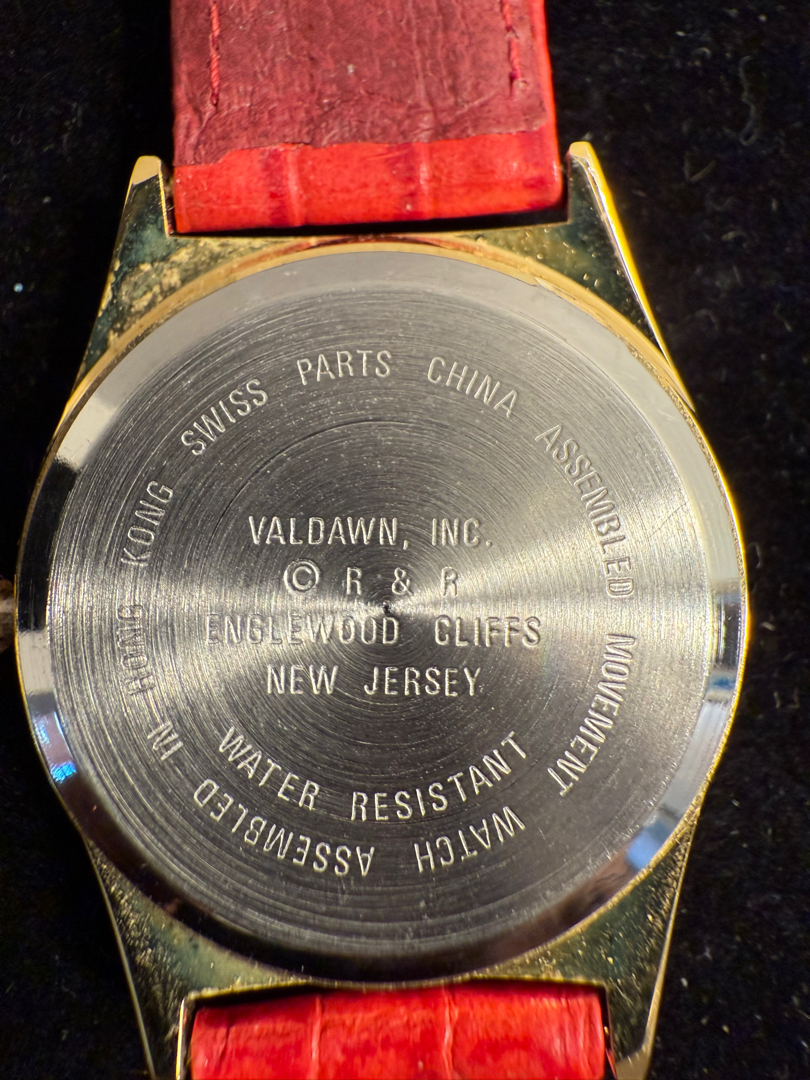 SWISS PARTS CHINA ASSEMBLED MOVEMENT WATCH ASSEMBLED IN HONG KONG
VALDAWN, INC.
© R & R
ENGLEWOOD CLIFFS
NEW JERSEY
WATER RESISTANT